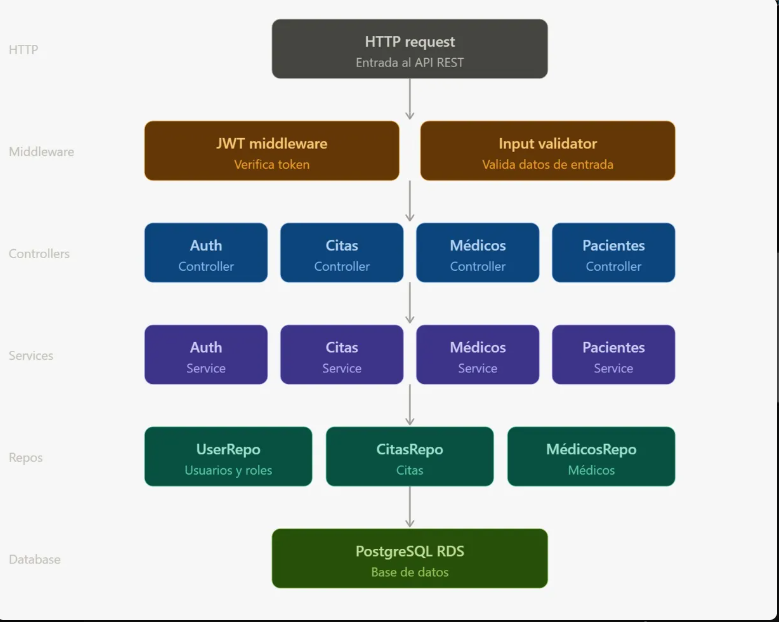 HTTP
HTTP request
Entrada al API REST
Middleware
JWT middleware
Verifica token
Input validator
Valida datos de entrada
Controllers
Auth
Controller
Citas
Controller
Médicos
Controller
Pacientes
Controller
Services
Auth
Service
Citas
Service
Médicos
Service
Pacientes
Service
Repos
UserRepo
Usuarios y roles
CitasRepo
Citas
MédicosRepo
Médicos
Database
PostgreSQL RDS
Base de datos